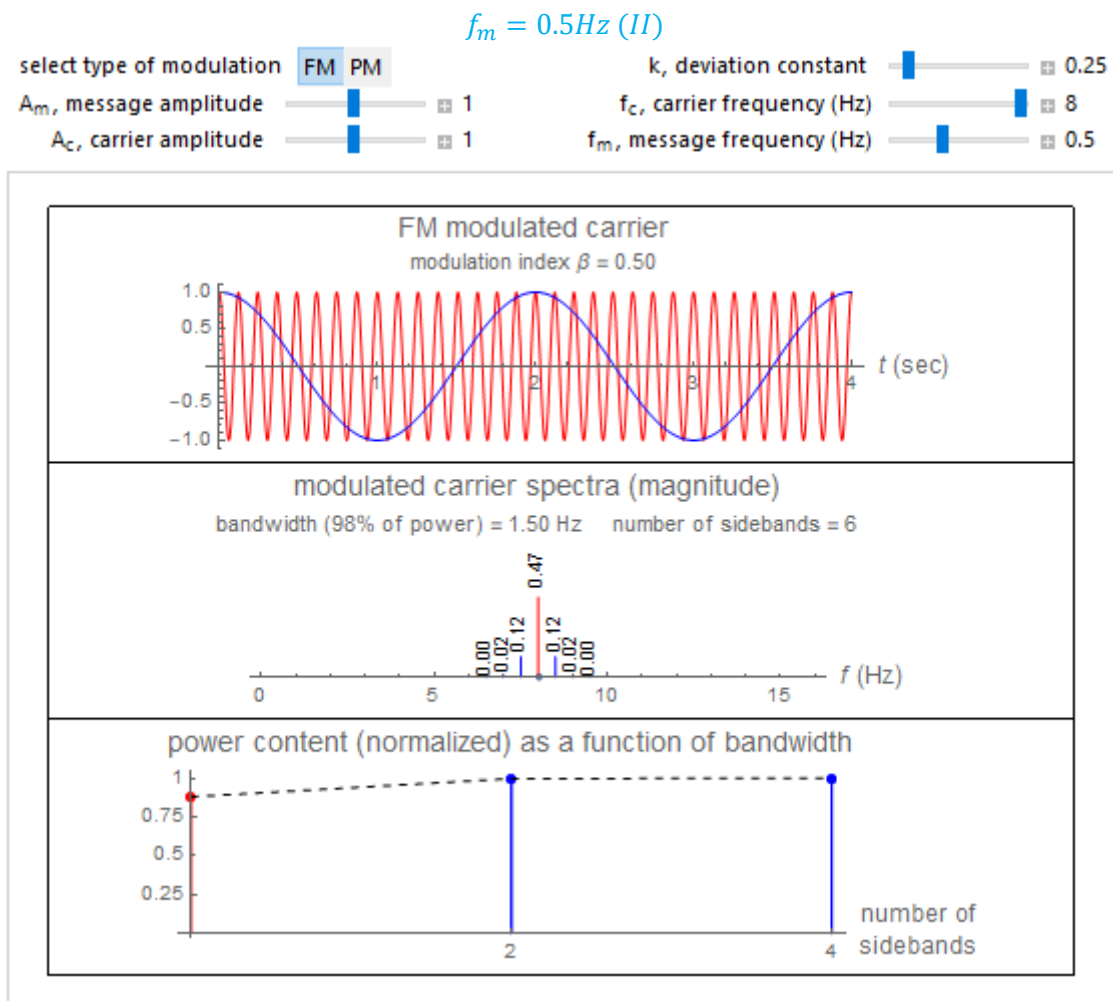 f_m = 0.5Hz (II)
select type of modulation FM PM
k, deviation constant 0.25
A_m, message amplitude 1
f_c, carrier frequency (Hz) 8
A_c, carrier amplitude 1
f_m, message frequency (Hz) 0.5
FM modulated carrier
modulation index β = 0.50
1.0
0.5
−0.5
−1.0
1 2 3 4 t (sec)
modulated carrier spectra (magnitude)
bandwidth (98% of power) = 1.50 Hz number of sidebands = 6
0.00 0.02 0.12 0.47 0.12 0.02 0.00
0 5 10 15 f (Hz)
power content (normalized) as a function of bandwidth
1
0.75
0.5
0.25
2 4
number of
sidebands